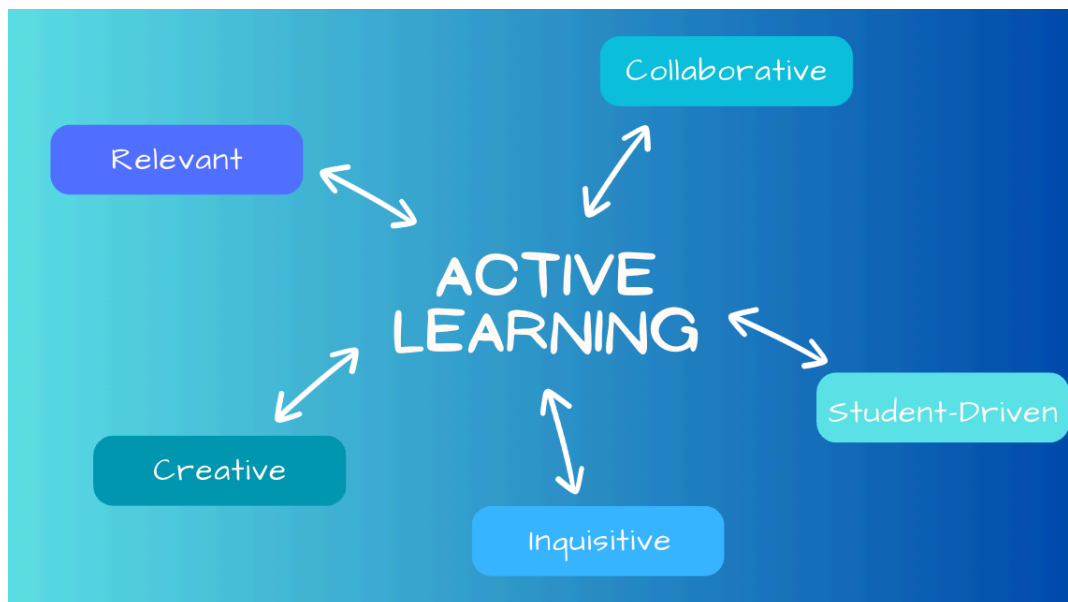 Collaborative
Relevant
ACTIVE
LEARNING
Student-Driven
Creative
Inquisitive